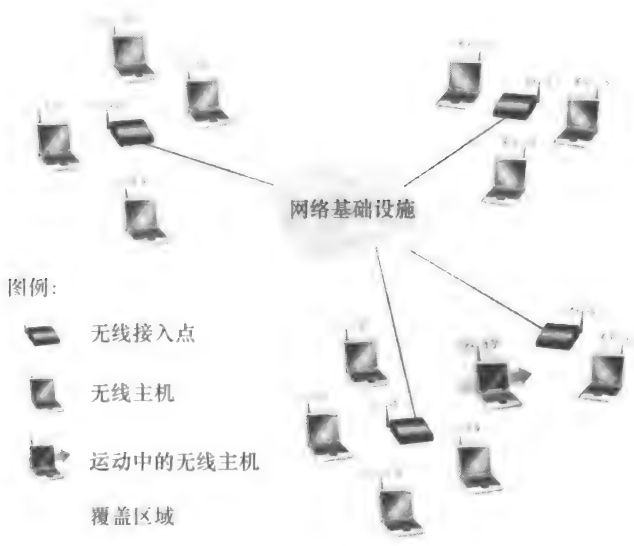 网络基础设施
图例:
无线接入点
无线主机
运动中的无线主机
覆盖区域